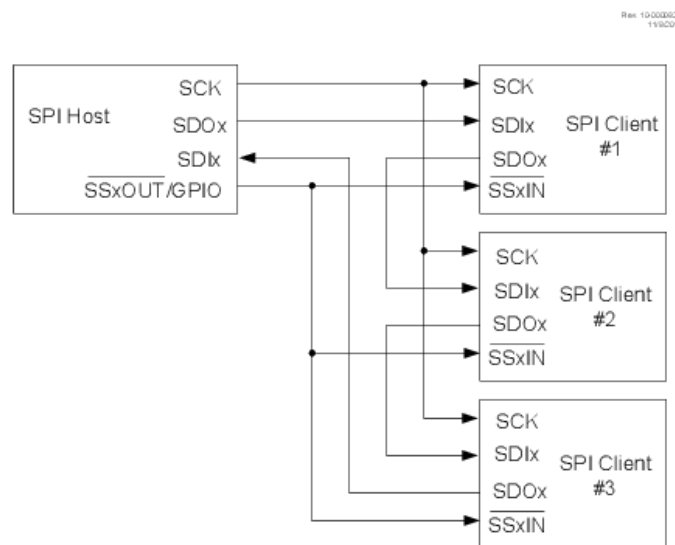 SPI Host
SCK
SDOx
SDIx
SSxOUT/GPIO
SCK
SDIx
SDOx
SSxIN
SPI Client
#1
SCK
SDIx
SDOx
SSxIN
SPI Client
#2
SCK
SDIx
SDOx
SSxIN
SPI Client
#3